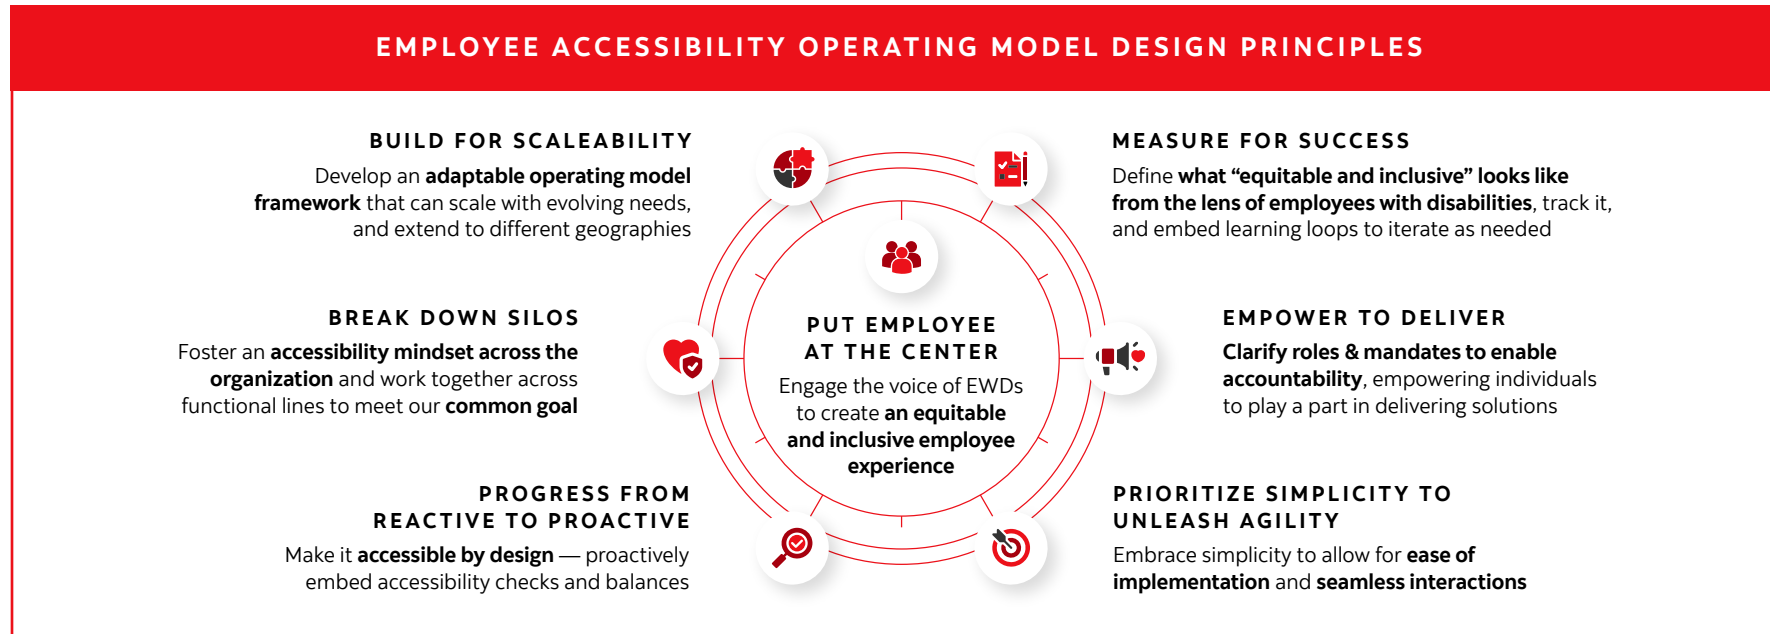 EMPLOYEE ACCESSIBILITY OPERATING MODEL DESIGN PRINCIPLES
BUILD FOR SCALEABILITY
Develop an adaptable operating model
framework that can scale with evolving needs,
and extend to different geographies
MEASURE FOR SUCCESS
Define what “equitable and inclusive” looks like
from the lens of employees with disabilities, track it,
and embed learning loops to iterate as needed
BREAK DOWN SILOS
Foster an accessibility mindset across the
organization and work together across
functional lines to meet our common goal
PUT EMPLOYEE
AT THE CENTER
Engage the voice of EWDs
to create an equitable
and inclusive employee
experience
EMPOWER TO DELIVER
Clarify roles & mandates to enable
accountability, empowering individuals
to play a part in delivering solutions
PROGRESS FROM
REACTIVE TO PROACTIVE
Make it accessible by design — proactively
embed accessibility checks and balances
PRIORITIZE SIMPLICITY TO
UNLEASH AGILITY
Embrace simplicity to allow for ease of
implementation and seamless interactions